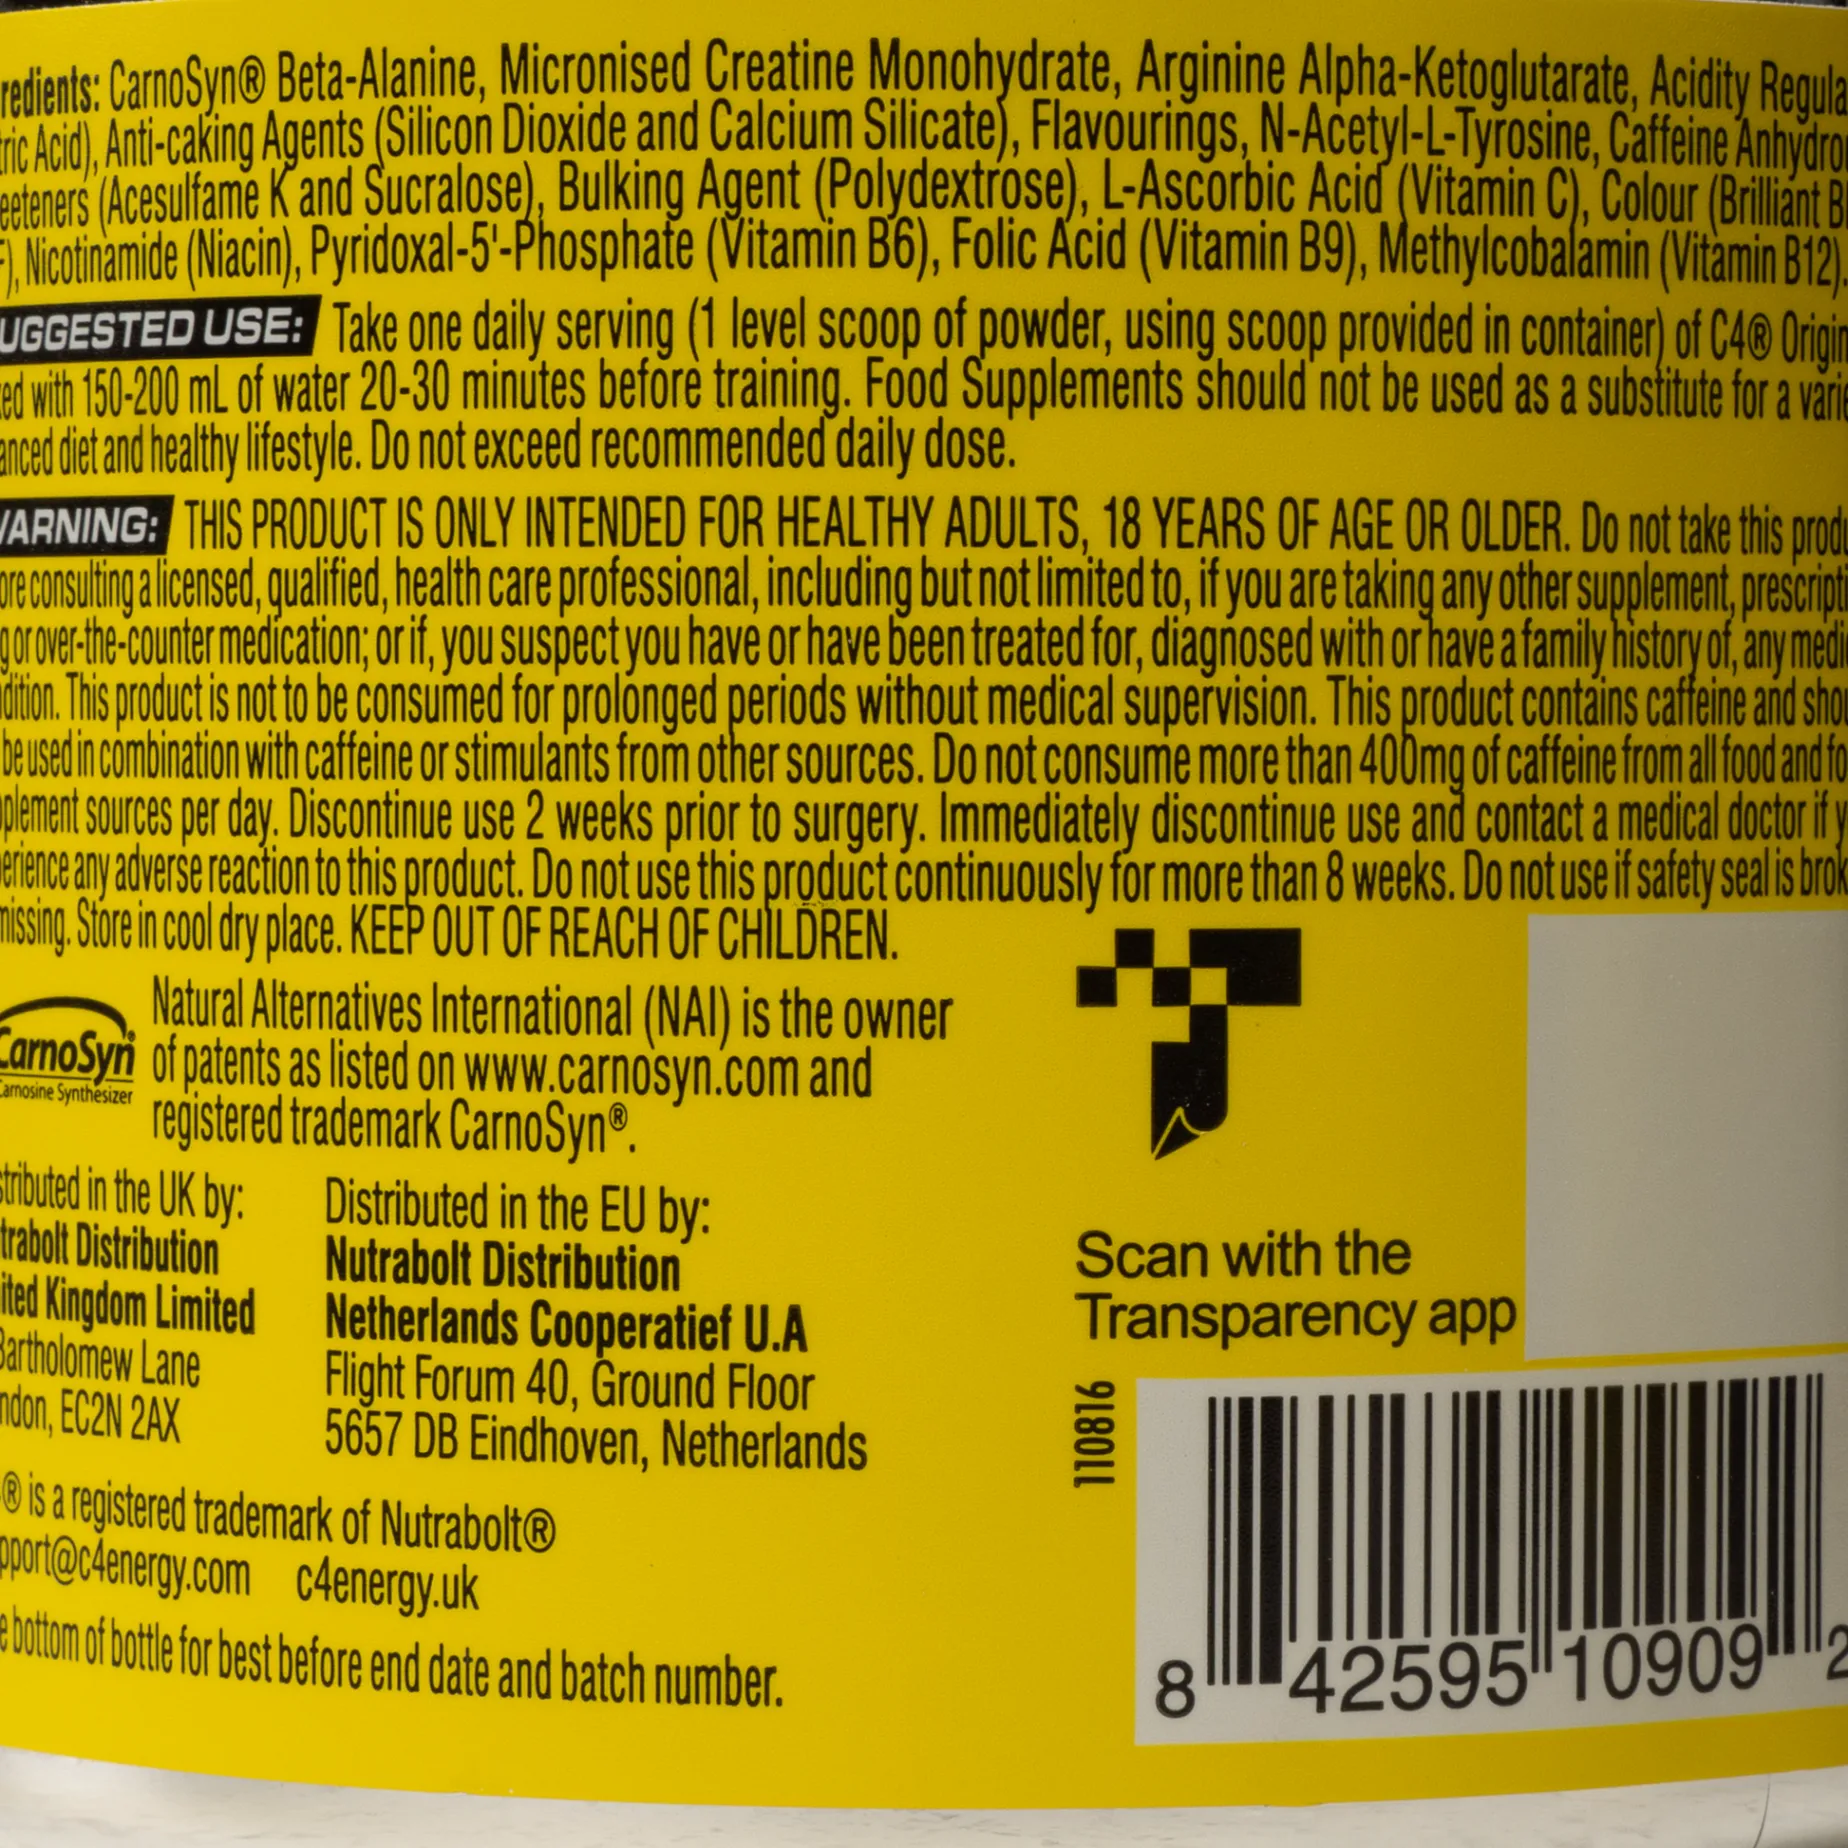 redients: CarnoSyn® Beta-Alanine, Micronised Creatine Monohydrate, Arginine Alpha-Ketoglutarate, Acidity Regula
tric Acid), Anti-caking Agents (Silicon Dioxide and Calcium Silicate), Flavourings, N-Acetyl-L-Tyrosine, Caffeine Anhydro
eeteners (Acesulfame K and Sucralose), Bulking Agent (Polydextrose), L-Ascorbic Acid (Vitamin C), Colour (Brilliant B
F), Nicotinamide (Niacin), Pyridoxal-5'-Phosphate (Vitamin B6), Folic Acid (Vitamin B9), Methylcobalamin (Vitamin B12).
UGGESTED USE: Take one daily serving (1 level scoop of powder, using scoop provided in container) of C4® Origin
ed with 150-200 mL of water 20-30 minutes before training. Food Supplements should not be used as a substitute for a varie
anced diet and healthy lifestyle. Do not exceed recommended daily dose.
WARNING: THIS PRODUCT IS ONLY INTENDED FOR HEALTHY ADULTS, 18 YEARS OF AGE OR OLDER. Do not take this produ
ore consulting a licensed, qualified, health care professional, including but not limited to, if you are taking any other supplement, prescripti
g or over-the-counter medication; or if, you suspect you have or have been treated for, diagnosed with or have a family history of, any medi
dition. This product is not to be consumed for prolonged periods without medical supervision. This product contains caffeine and sho
be used in combination with caffeine or stimulants from other sources. Do not consume more than 400mg of caffeine from all food and fo
plement sources per day. Discontinue use 2 weeks prior to surgery. Immediately discontinue use and contact a medical doctor if y
erience any adverse reaction to this product. Do not use this product continuously for more than 8 weeks. Do not use if safety seal is brok
missing. Store in cool dry place. KEEP OUT OF REACH OF CHILDREN.
CarnoSyn®
Carnosine Synthesizer
Natural Alternatives International (NAI) is the owner
of patents as listed on www.carnosyn.com and
registered trademark CarnoSyn®.
stributed in the UK by:
trabolt Distribution
ited Kingdom Limited
Bartholomew Lane
ndon, EC2N 2AX
Distributed in the EU by:
Nutrabolt Distribution
Netherlands Cooperatief U.A
Flight Forum 40, Ground Floor
5657 DB Eindhoven, Netherlands
® is a registered trademark of Nutrabolt®
pport@c4energy.com c4energy.uk
e bottom of bottle for best before end date and batch number.
Scan with the
Transparency app
110816
8 42595 10909 2